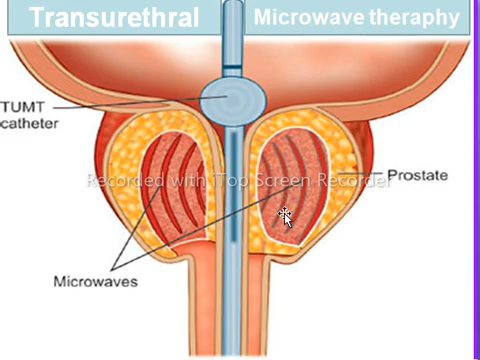 Transurethral Microwave theraphy
TUMT
catheter
Recorded with iTop Screen Recorder
Prostate
Microwaves